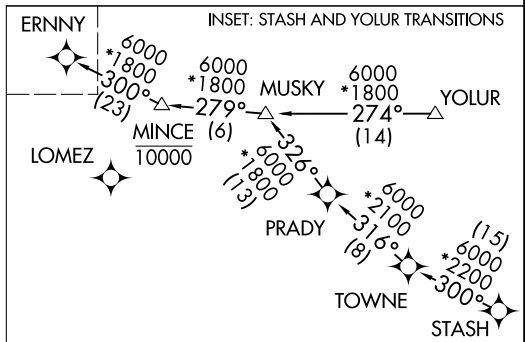 INSET: STASH AND YOLUR TRANSITIONS
ERNNY
6000
*1800
300°
(23)
6000
*1800
279°
(6)
MUSKY
6000
*1800
274°
(14)
YOLUR
MINCE
10000
LOMEZ
326°
6000
*1800
(13)
PRADY
6000
*2100
316°
(8)
TOWNE
(15)
6000
*2200
300°
STASH